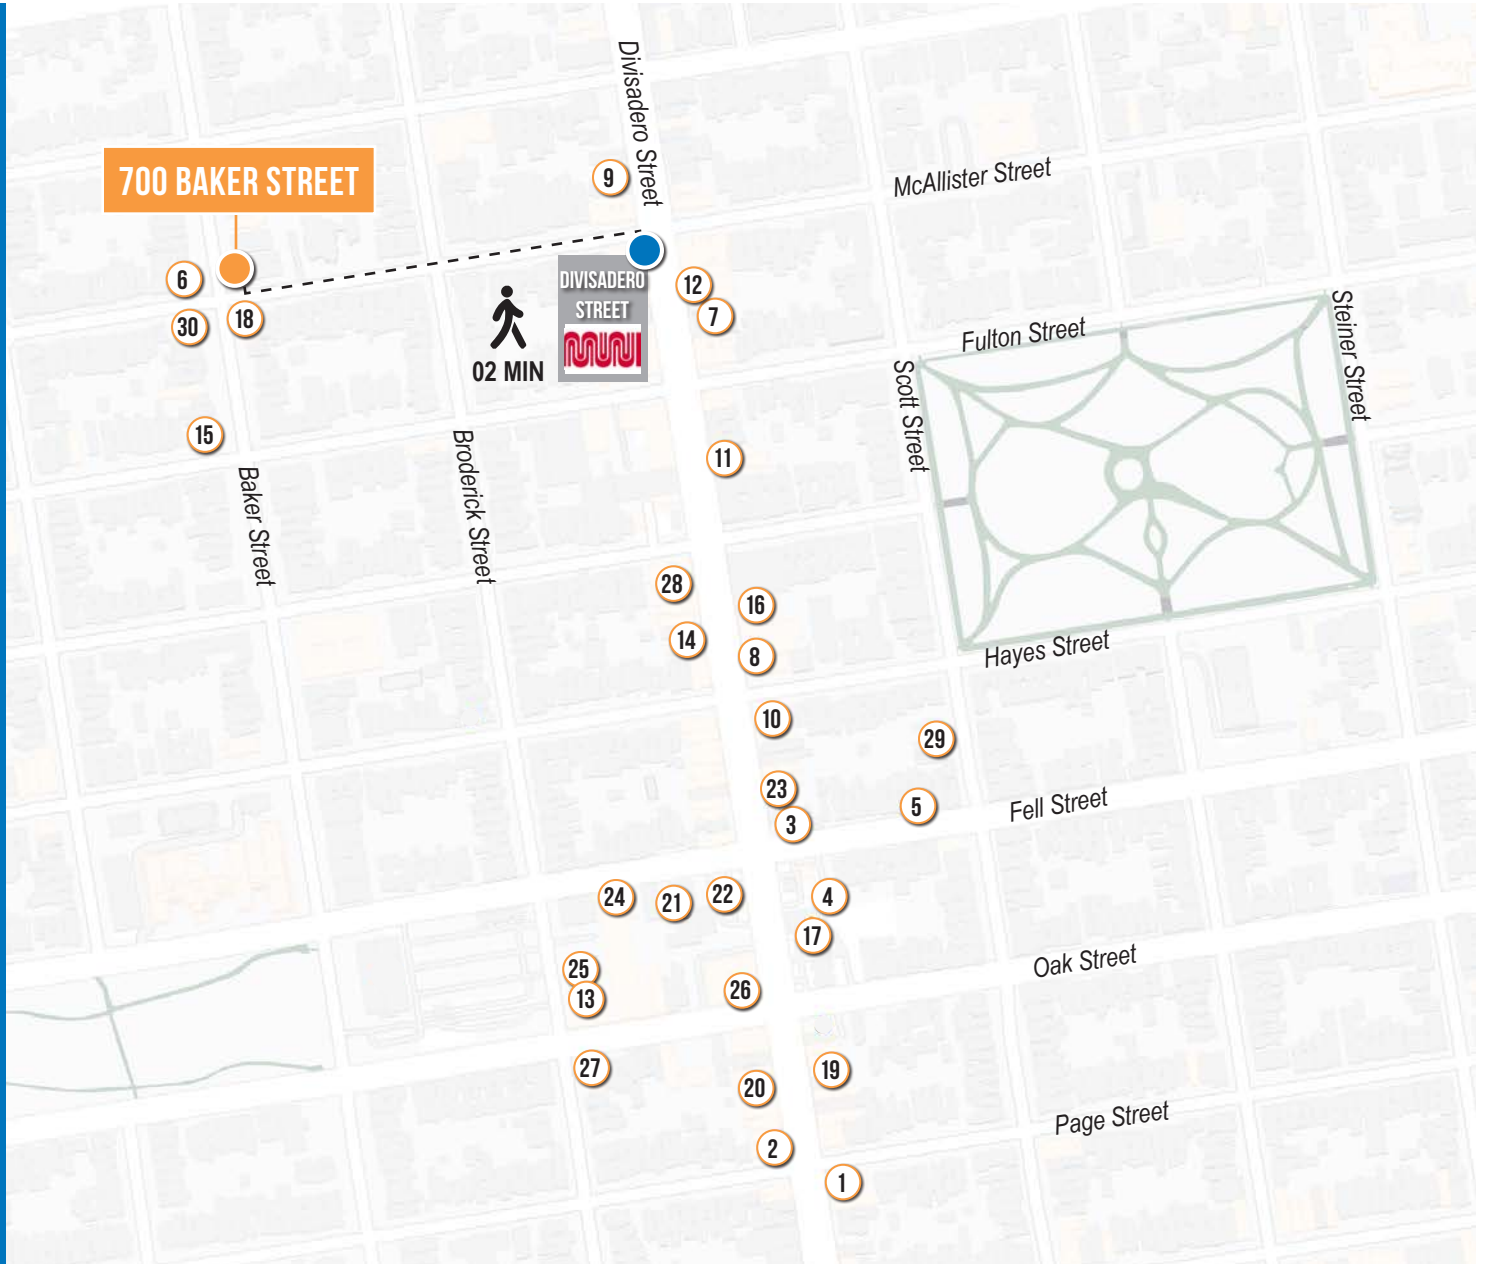 Divisadero Street
9
McAllister Street
700 BAKER STREET
6
18
30
DIVISADERO
STREET
MUNI
02 MIN
12
7
Fulton Street
Steiner Street
Scott Street
15
11
Baker Street
Broderick Street
28
16
14
8
Hayes Street
10
29
23
3
5
Fell Street
24
21
22
4
17
Oak Street
25
13
26
27
20
19
2
Page Street
1